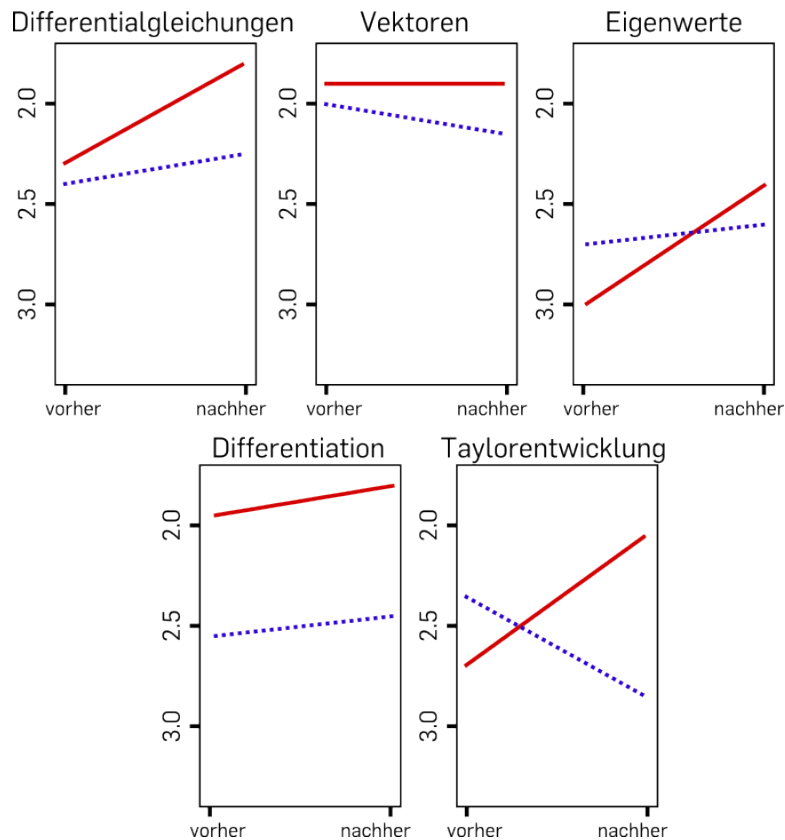 Differentialgleichungen
Vektoren
Eigenwerte
2.0
2.5
3.0
vorher
nachher
2.0
2.5
3.0
vorher
nachher
2.0
2.5
3.0
vorher
nachher
Differentiation
Taylorentwicklung
2.0
2.5
3.0
vorher
nachher
2.0
2.5
3.0
vorher
nachher